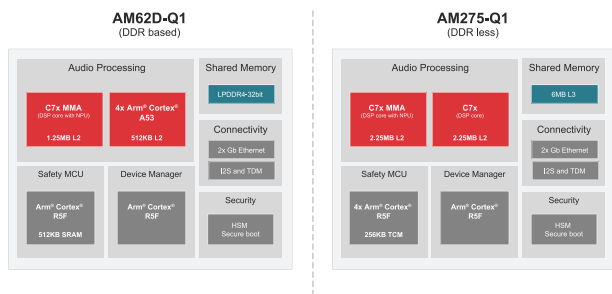 AM62D-Q1
(DDR based)
Audio Processing
C7x MMA
(DSP core with NPU)
1.25MB L2
4x Arm® Cortex®
A53
512KB L2
Shared Memory
LPDDR4-32bit
Connectivity
2x Gb Ethernet
I2S and TDM
Safety MCU
Arm® Cortex®
R5F
512KB SRAM
Device Manager
Arm® Cortex®
R5F
Security
HSM
Secure boot
AM275-Q1
(DDR less)
Audio Processing
C7x MMA
(DSP core with NPU)
2.25MB L2
C7x
(DSP core)
2.25MB L2
Shared Memory
6MB L3
Connectivity
2x Gb Ethernet
I2S and TDM
Safety MCU
4x Arm® Cortex®
R5F
256KB TCM
Device Manager
Arm® Cortex®
R5F
Security
HSM
Secure boot